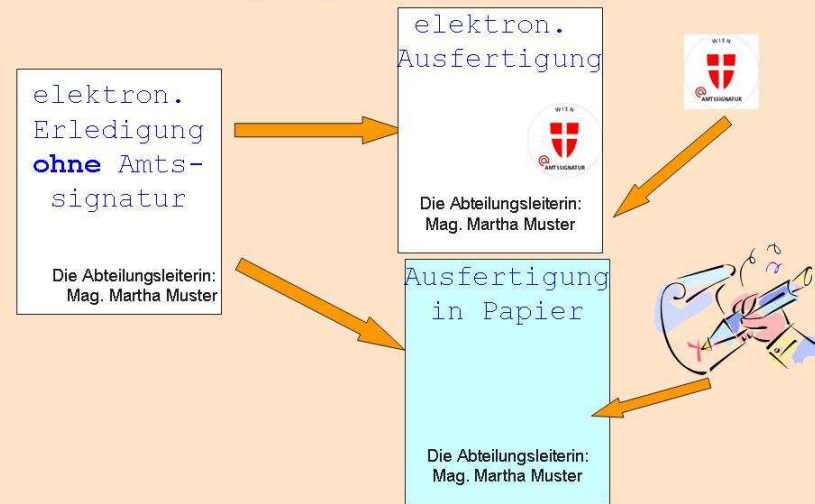 elektron.
Erledigung
ohne Amts-
signatur
Die Abteilungsleiterin:
Mag. Martha Muster
elektron.
Ausfertigung
WIEN
@
AMTSSIGNATUR
Die Abteilungsleiterin:
Mag. Martha Muster
WIEN
@
AMTSSIGNATUR
Ausfertigung
in Papier
Die Abteilungsleiterin:
Mag. Martha Muster